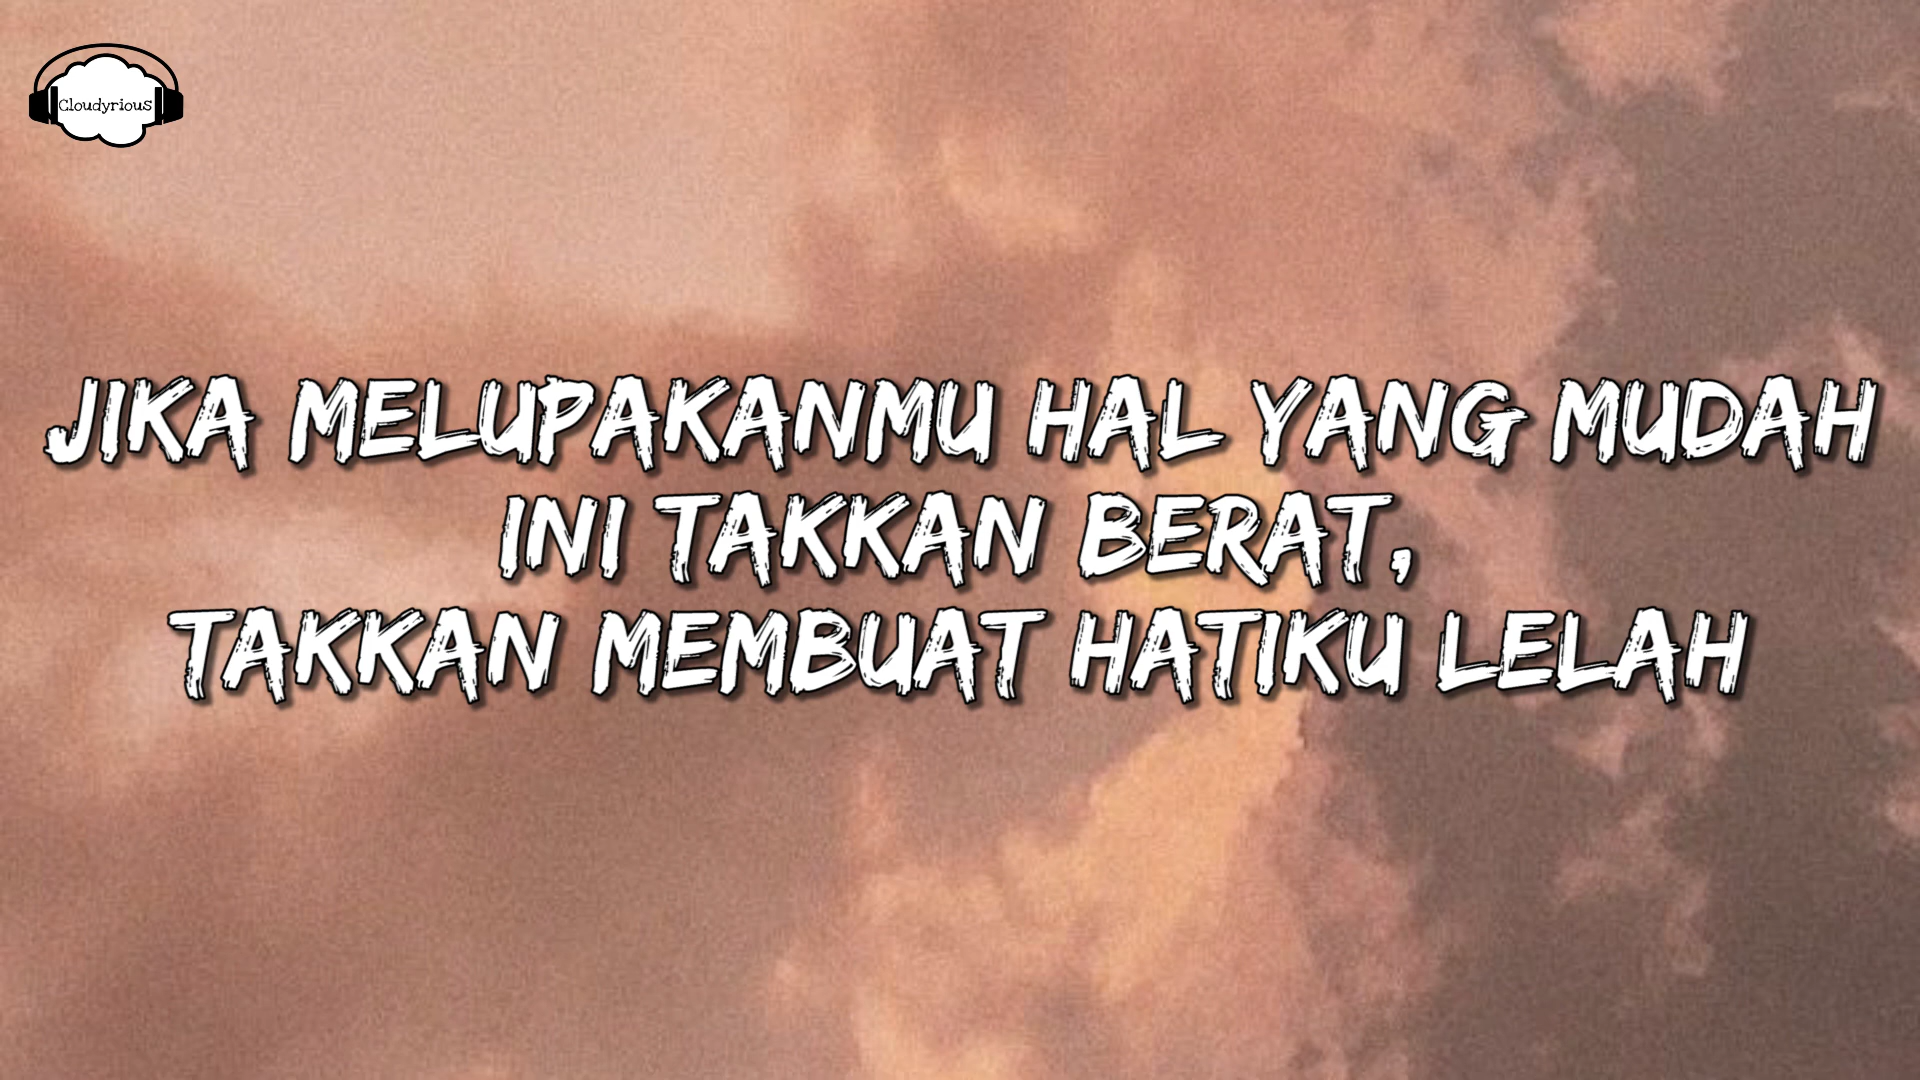 Cloudyrious
JIKA MELUPAKANMU HAL YANG MUDAH
INI TAKKAN BERAT,
TAKKAN MEMBUAT HATIKU LELAH